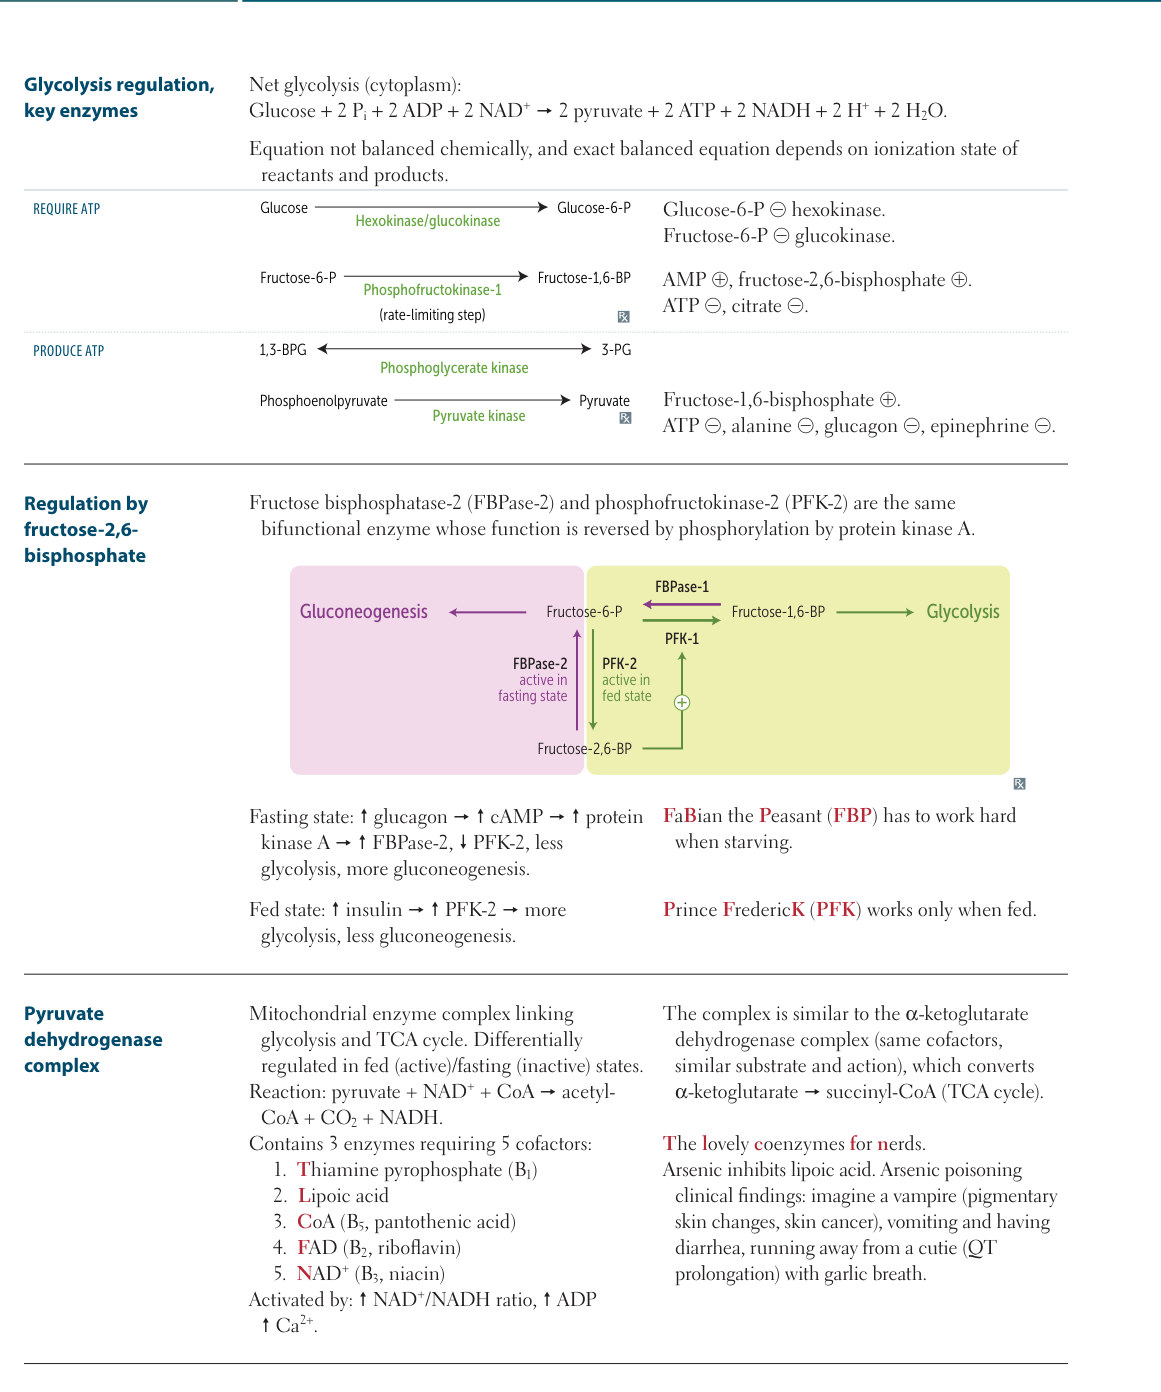 Glycolysis regulation,
key enzymes
Net glycolysis (cytoplasm):
Glucose + 2 Pi + 2 ADP + 2 NAD⁺ → 2 pyruvate + 2 ATP + 2 NADH + 2 H⁺ + 2 H₂O.
Equation not balanced chemically, and exact balanced equation depends on ionization state of
reactants and products.
REQUIRE ATP
Glucose → Glucose-6-P
Hexokinase/glucokinase
Glucose-6-P ⊖ hexokinase.
Fructose-6-P ⊖ glucokinase.
Fructose-6-P → Fructose-1,6-BP
Phosphofructokinase-1
(rate-limiting step)
Rx
AMP ⊕, fructose-2,6-bisphosphate ⊕.
ATP ⊖, citrate ⊖.
PRODUCE ATP
1,3-BPG ↔ 3-PG
Phosphoglycerate kinase
Phosphoenolpyruvate → Pyruvate
Pyruvate kinase
Rx
Fructose-1,6-bisphosphate ⊕.
ATP ⊖, alanine ⊖, glucagon ⊖, epinephrine ⊖.
Regulation by
fructose-2,6-
bisphosphate
Fructose bisphosphatase-2 (FBPase-2) and phosphofructokinase-2 (PFK-2) are the same
bifunctional enzyme whose function is reversed by phosphorylation by protein kinase A.
FBPase-1
Gluconeogenesis ← Fructose-6-P ⇄ Fructose-1,6-BP → Glycolysis
PFK-1
FBPase-2
active in
fasting state
PFK-2
active in
fed state
+
Fructose-2,6-BP
Rx
Fasting state: ↑ glucagon → ↑ cAMP → ↑ protein
kinase A → ↑ FBPase-2, ↓ PFK-2, less
glycolysis, more gluconeogenesis.
FaBian the Peasant (FBP) has to work hard
when starving.
Fed state: ↑ insulin → ↑ PFK-2 → more
glycolysis, less gluconeogenesis.
Prince FredericK (PFK) works only when fed.
Pyruvate
dehydrogenase
complex
Mitochondrial enzyme complex linking
glycolysis and TCA cycle. Differentially
regulated in fed (active)/fasting (inactive) states.
Reaction: pyruvate + NAD⁺ + CoA → acetyl-
CoA + CO₂ + NADH.
Contains 3 enzymes requiring 5 cofactors:
1. Thiamine pyrophosphate (B₁)
2. Lipoic acid
3. CoA (B₅, pantothenic acid)
4. FAD (B₂, riboflavin)
5. NAD⁺ (B₃, niacin)
Activated by: ↑ NAD⁺/NADH ratio, ↑ ADP
↑ Ca²⁺.
The complex is similar to the α-ketoglutarate
dehydrogenase complex (same cofactors,
similar substrate and action), which converts
α-ketoglutarate → succinyl-CoA (TCA cycle).
The lovely coenzymes for nerds.
Arsenic inhibits lipoic acid. Arsenic poisoning
clinical findings: imagine a vampire (pigmentary
skin changes, skin cancer), vomiting and having
diarrhea, running away from a cutie (QT
prolongation) with garlic breath.